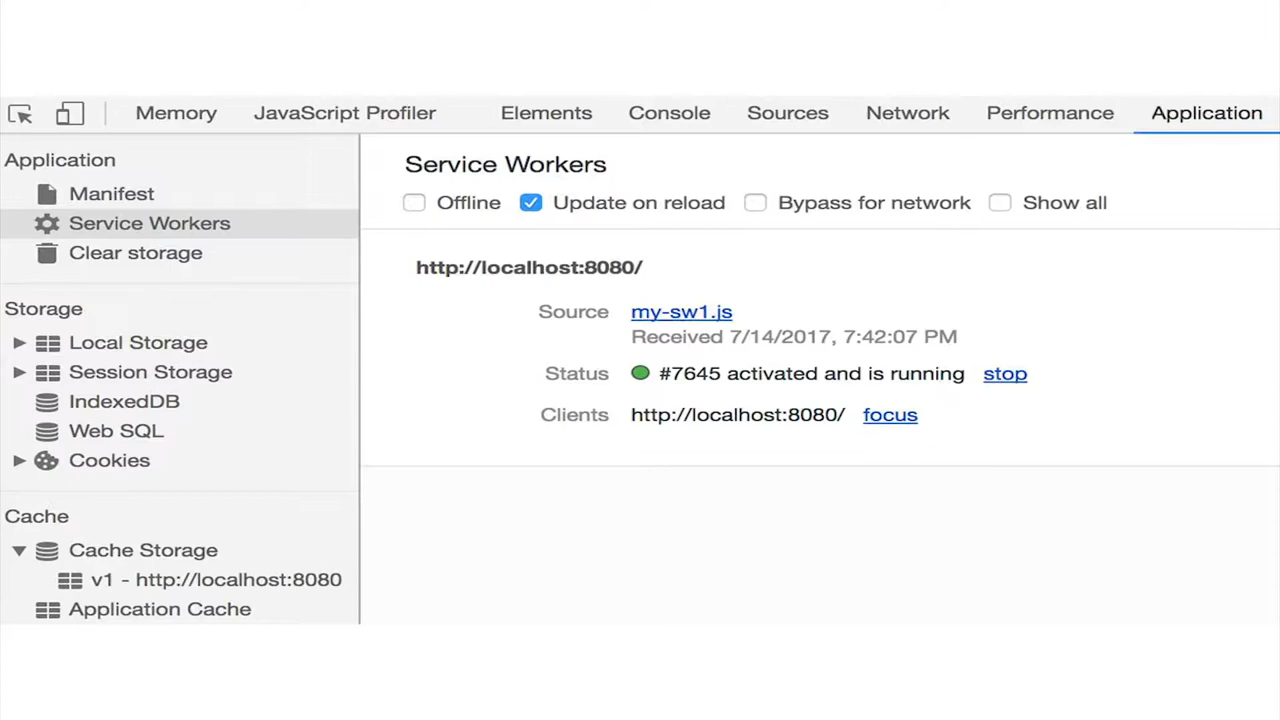 Memory JavaScript Profiler Elements Console Sources Network Performance Application
Application
Manifest
Service Workers
Clear storage
Storage
Local Storage
Session Storage
IndexedDB
Web SQL
Cookies
Cache
Cache Storage
v1 - http://localhost:8080
Application Cache
Service Workers
Offline Update on reload Bypass for network Show all
http://localhost:8080/
Source my-sw1.js
Received 7/14/2017, 7:42:07 PM
Status #7645 activated and is running stop
Clients http://localhost:8080/ focus